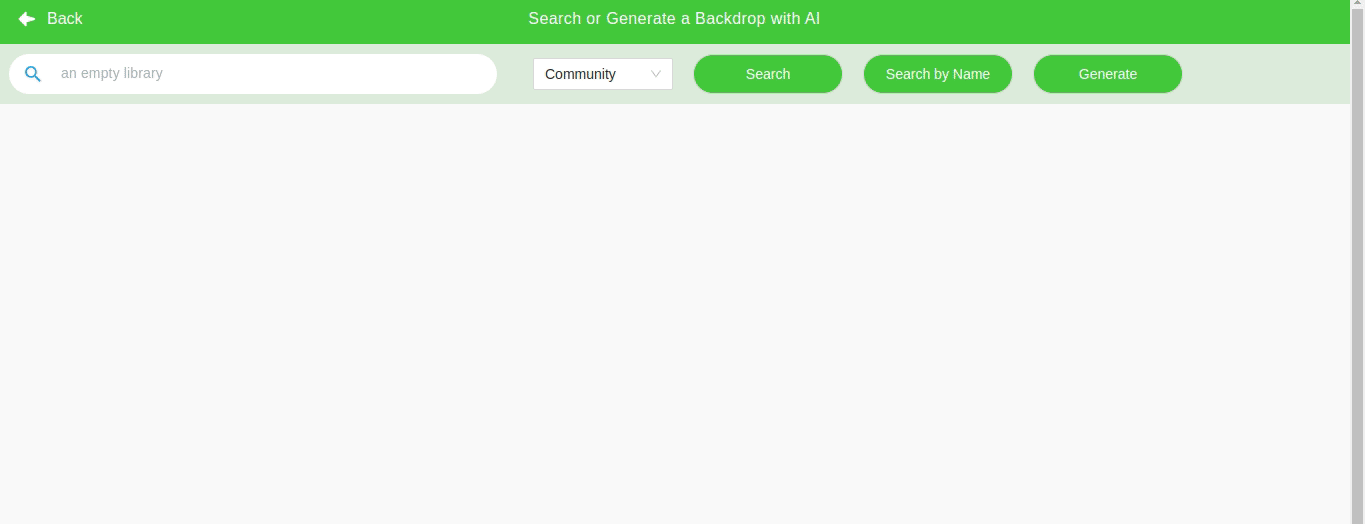 Back
Search or Generate a Backdrop with AI
an empty library
Community
Search
Search by Name
Generate